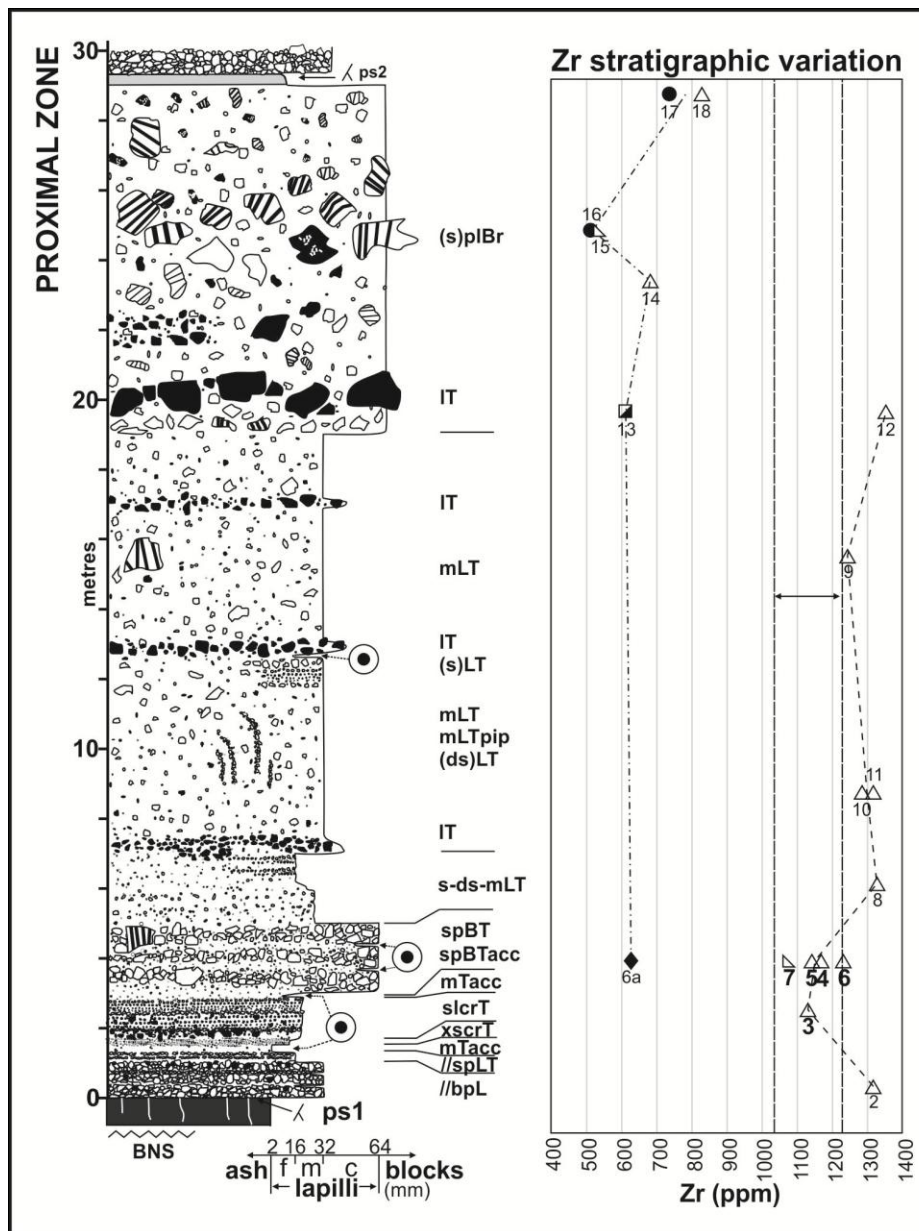 PROXIMAL ZONE
metres
30
20
10
0
ps2
(s)plBr
lT
lT
mLT
lT
(s)LT
mLT
mLTpip
(ds)LT
lT
s-ds-mLT
spBT
spBTacc
mTacc
slcrT
xscrT
mTacc
//spLT
//bpL
ps1
BNS
2 16 32 64
ash f m c blocks
lapilli (mm)
Zr stratigraphic variation
17
18
16
15
14
13
12
9
11
10
8
7
5
4
6
6a
3
2
400
500
600
700
800
900
1000
1100
1200
1300
1400
Zr (ppm)